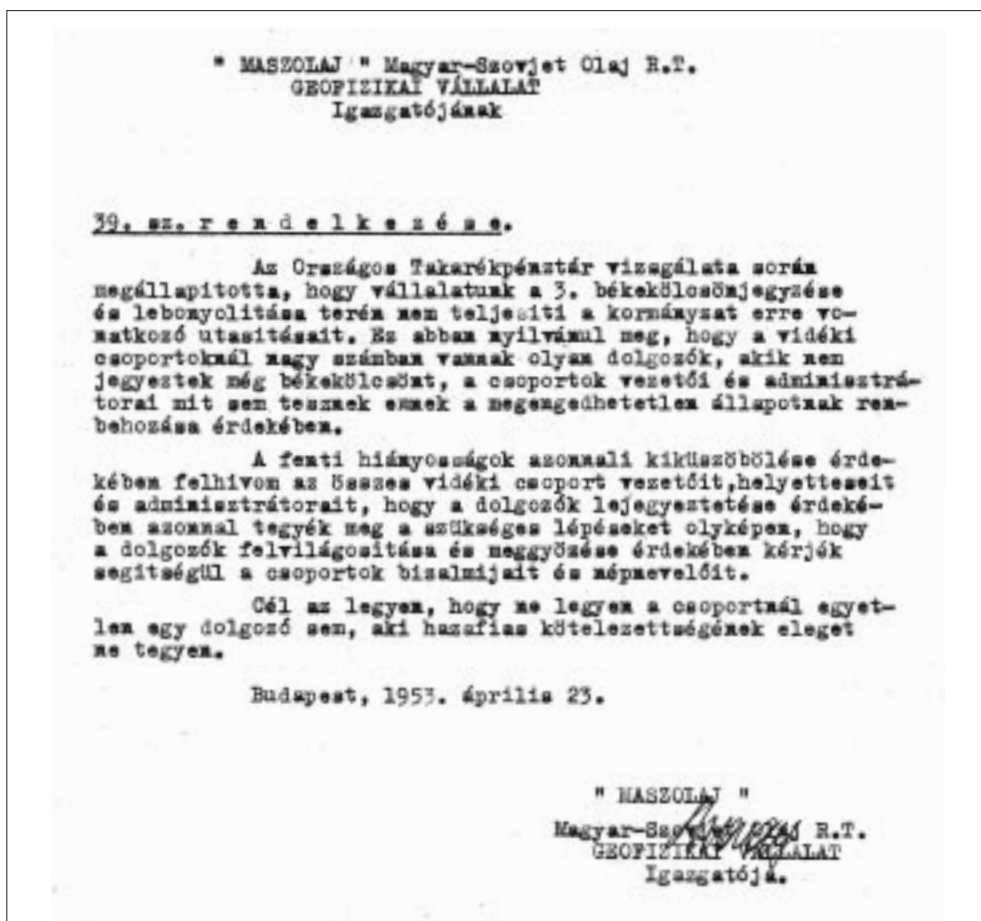 " MASZOLAJ " Magyar-Szovjet Olaj R.T.
GEOFIZIKAI VÁLLALAT
Igazgatójának
39. sz. r e n d e l k e z é s e.
Az Országos Takarékpénztár vizsgálata során
megállapitotta, hogy vállalatunk a 3. békekölcsönjegyzése
és lebonyolitása terén nem teljesiti a kormányzat erre vo-
natkozó utasitásait. Ez abban nyilvánul meg, hogy a vidéki
csoportoknál nagy számban vannak olyan dolgozók, akik nem
jegyeztek még békekölcsönt, a csoportok vezetői és adminisztrá-
torai mit sem tesznek ennek a megengedhetetlen állapotnak ren-
behozása érdekében.
A fenti hiányosságok azonnali kiküszöbölése érde-
kében felhivom az összes vidéki csoport vezetőit,helyetteseit
és adminisztrátorait, hogy a dolgozók lejegyeztetése érdeké-
ben azonnal tegyék meg a szükséges lépéseket olyképen, hogy
a dolgozók felvilágositása és meggyőzése érdekében kérjék
segitségül a csoportok bizalmijait és népnevelőit.
Cél az legyen, hogy ne legyen a csoportnál egyet-
len egy dolgozó sem, aki hazafias kötelezettségének eleget
ne tegyen.
Budapest, 1953. április 23.
" MASZOLAJ "
Magyar-Szovjet Olaj R.T.
GEOFIZIKAI VÁLLALAT
Igazgatója.